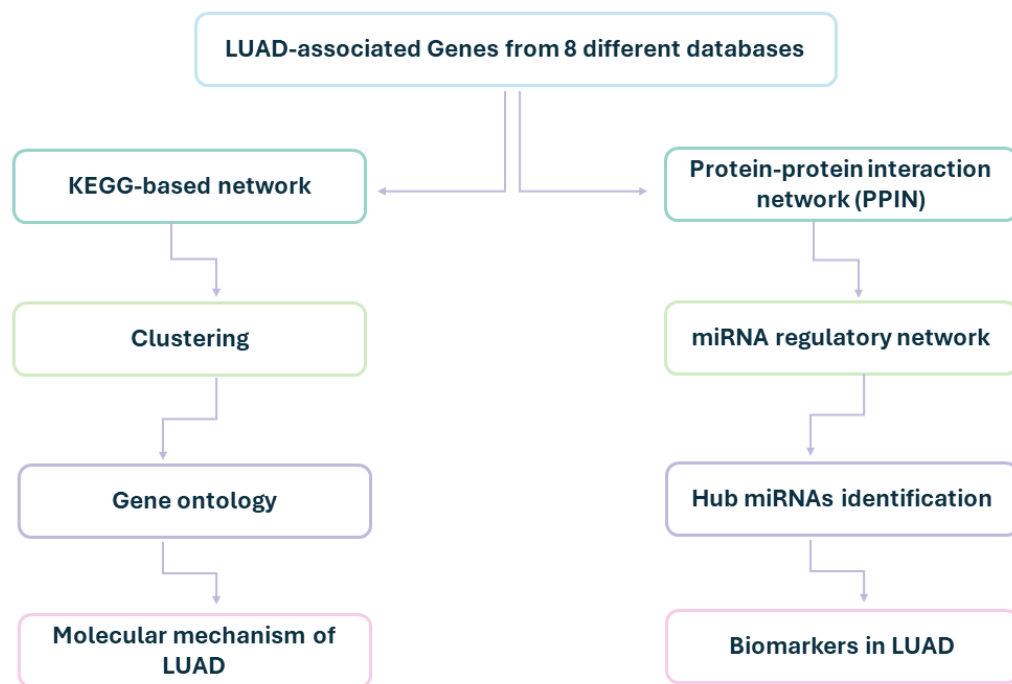 LUAD-associated Genes from 8 different databases
KEGG-based network
Protein-protein interaction
network (PPIN)
Clustering
miRNA regulatory network
Gene ontology
Hub miRNAs identification
Molecular mechanism of
LUAD
Biomarkers in LUAD